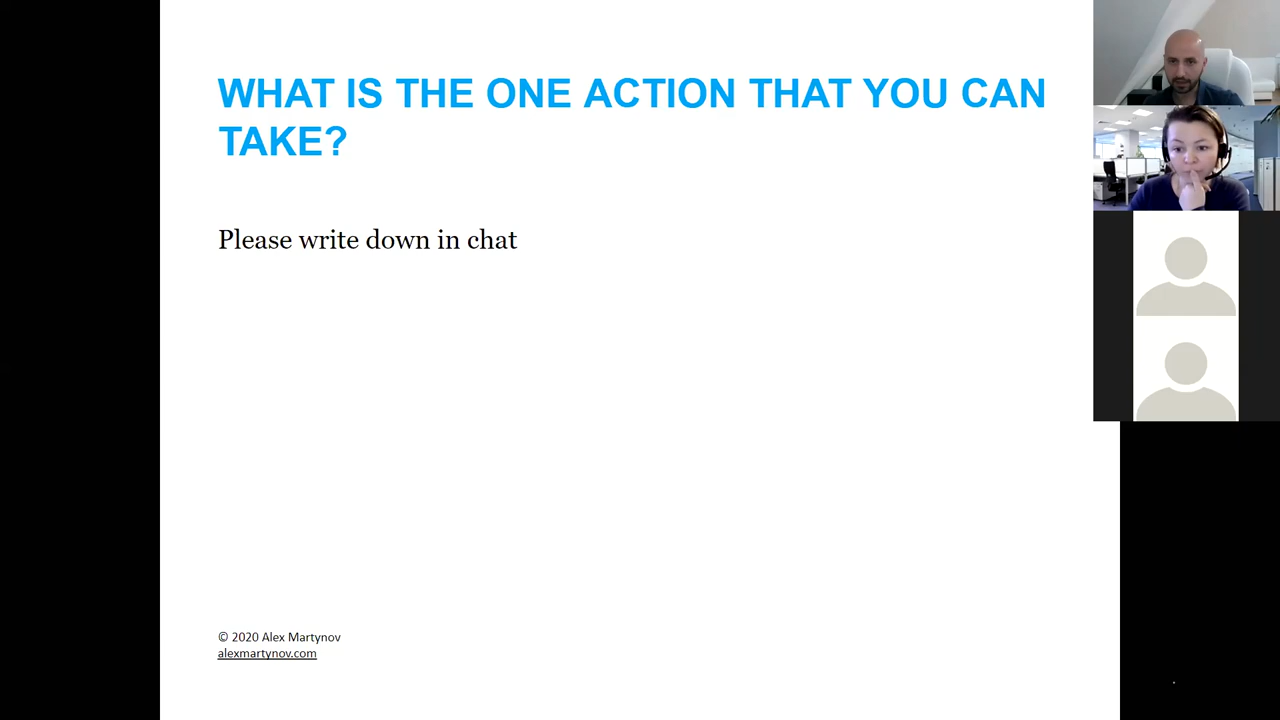 WHAT IS THE ONE ACTION THAT YOU CAN
TAKE?
Please write down in chat
© 2020 Alex Martynov
alexmartynov.com